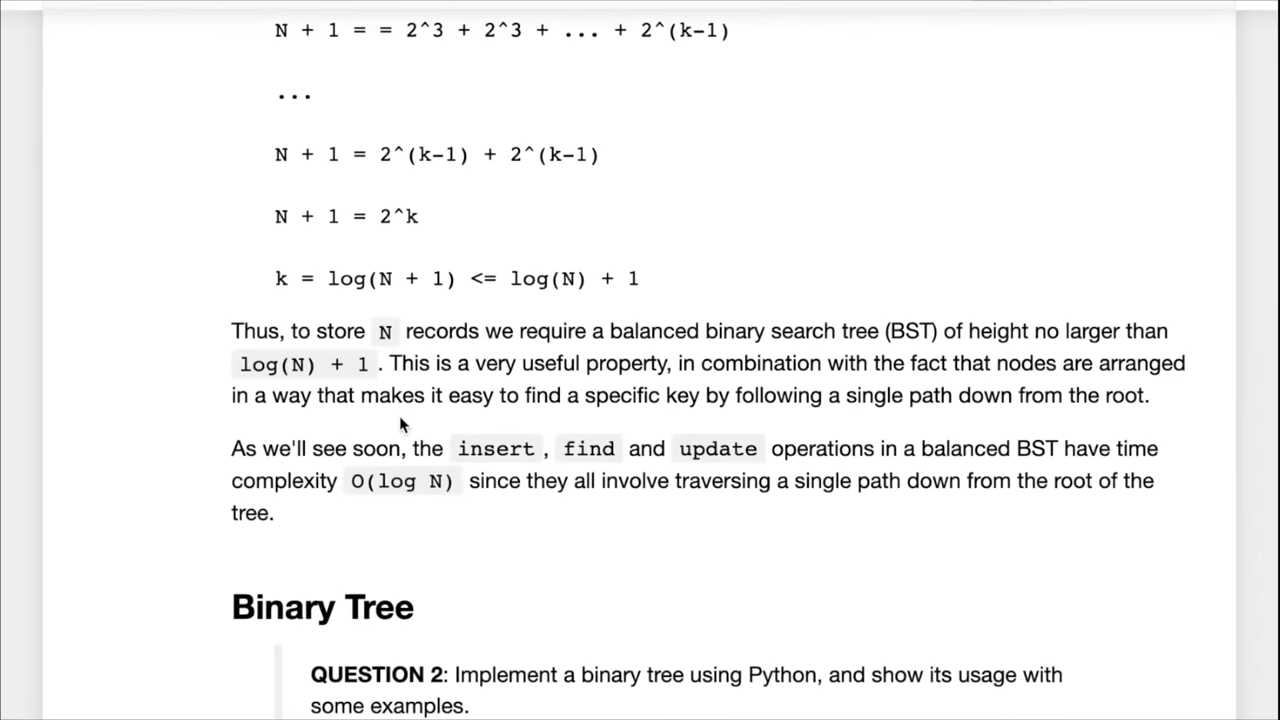 N + 1 = = 2^3 + 2^3 + ... + 2^(k-1)
...
N + 1 = 2^(k-1) + 2^(k-1)
N + 1 = 2^k
k = log(N + 1) <= log(N) + 1
Thus, to store N records we require a balanced binary search tree (BST) of height no larger than
log(N) + 1 . This is a very useful property, in combination with the fact that nodes are arranged
in a way that makes it easy to find a specific key by following a single path down from the root.
As we'll see soon, the insert , find and update operations in a balanced BST have time
complexity O(log N) since they all involve traversing a single path down from the root of the
tree.
Binary Tree
QUESTION 2: Implement a binary tree using Python, and show its usage with
some examples.